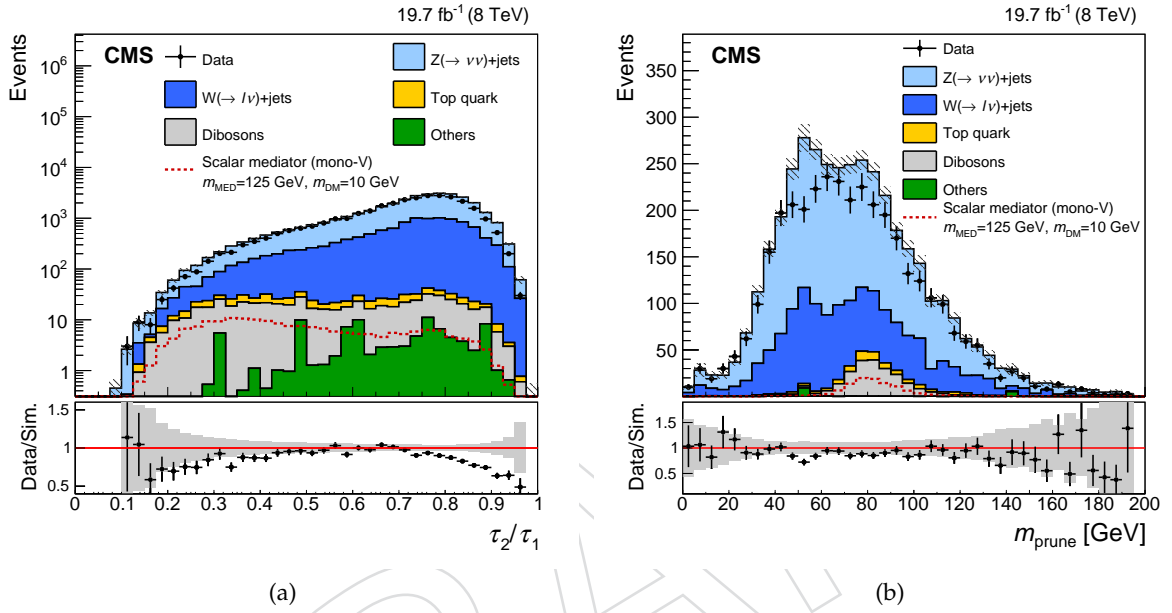 19.7 fb⁻¹ (8 TeV)
CMS
Data
Z(→ νν)+jets
W(→ lν)+jets
Top quark
Dibosons
Others
Scalar mediator (mono-V)
m_MED=125 GeV, m_DM=10 GeV
Events
10⁶
10⁵
10⁴
10³
10²
10
1
Data/Sim.
1.5
1
0.5
0 0.1 0.2 0.3 0.4 0.5 0.6 0.7 0.8 0.9 1
τ₂/τ₁
(a)
19.7 fb⁻¹ (8 TeV)
CMS
Data
Z(→ νν)+jets
W(→ lν)+jets
Top quark
Dibosons
Others
Scalar mediator (mono-V)
m_MED=125 GeV, m_DM=10 GeV
Events
350
300
250
200
150
100
50
Data/Sim.
1.5
1
0.5
0 20 40 60 80 100 120 140 160 180 200
m_prune [GeV]
(b)